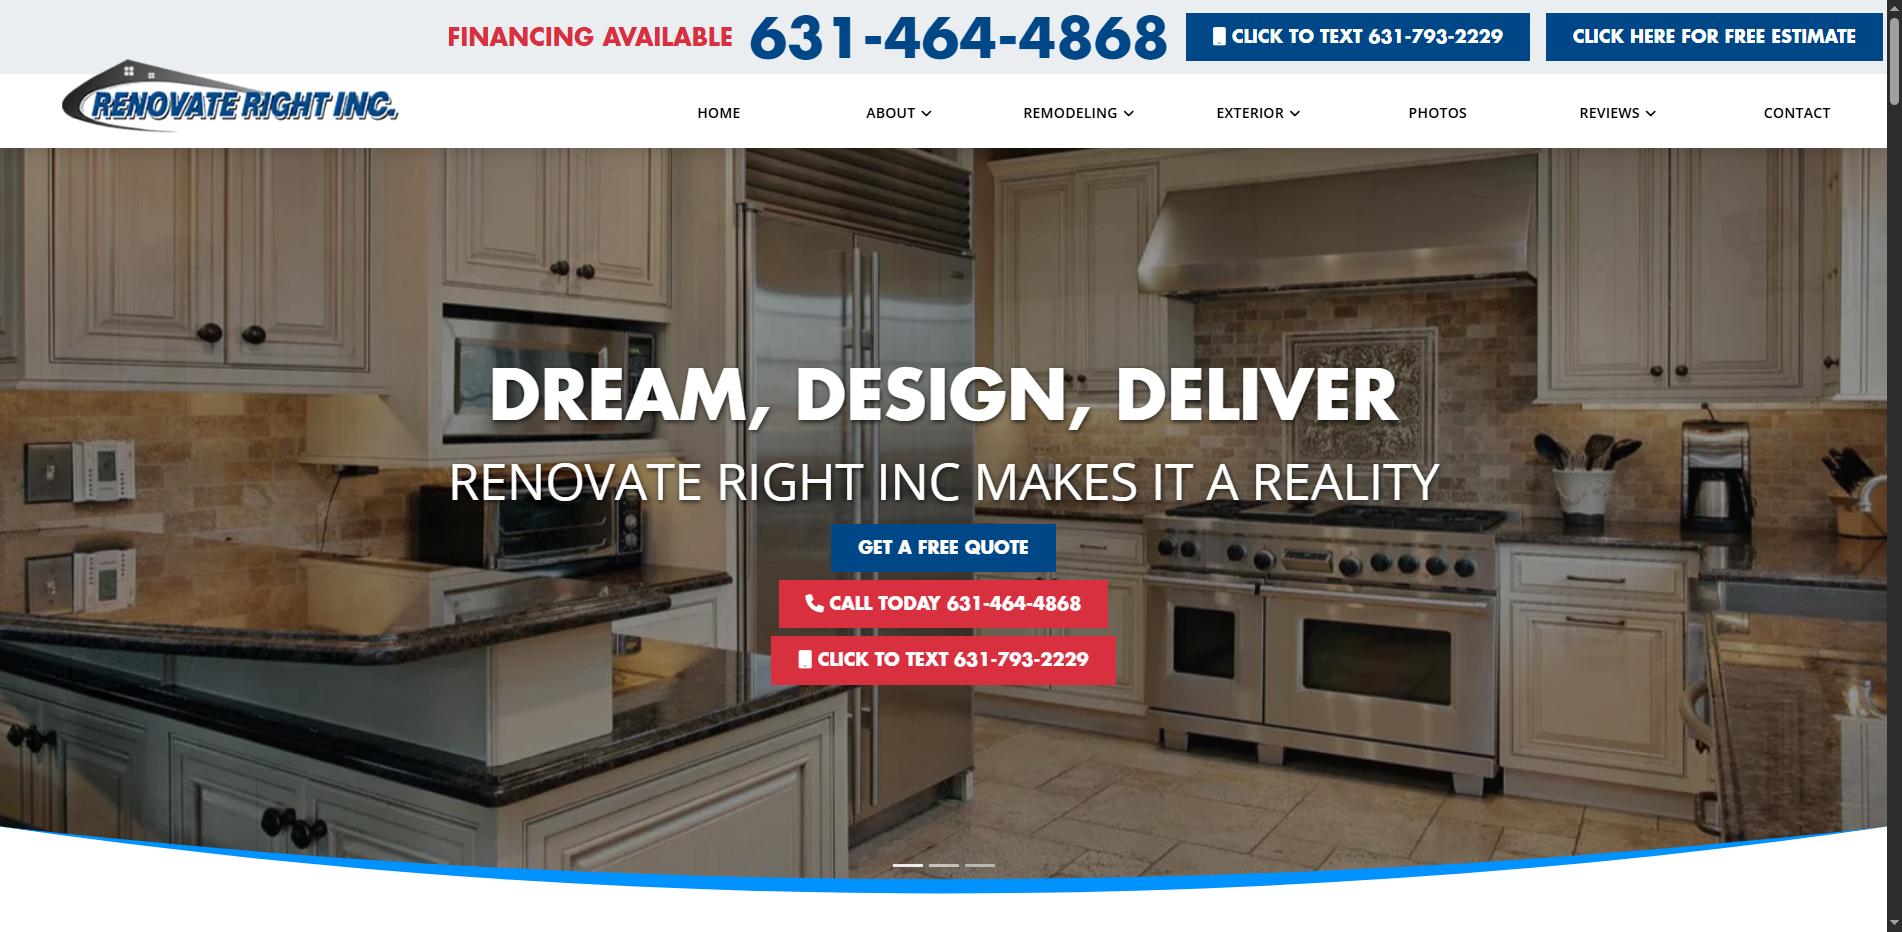 FINANCING AVAILABLE 631-464-4868 CLICK TO TEXT 631-793-2229 CLICK HERE FOR FREE ESTIMATE
RENOVATE RIGHT INC.
HOME ABOUT REMODELING EXTERIOR PHOTOS REVIEWS CONTACT
DREAM, DESIGN, DELIVER
RENOVATE RIGHT INC MAKES IT A REALITY
GET A FREE QUOTE
CALL TODAY 631-464-4868
CLICK TO TEXT 631-793-2229